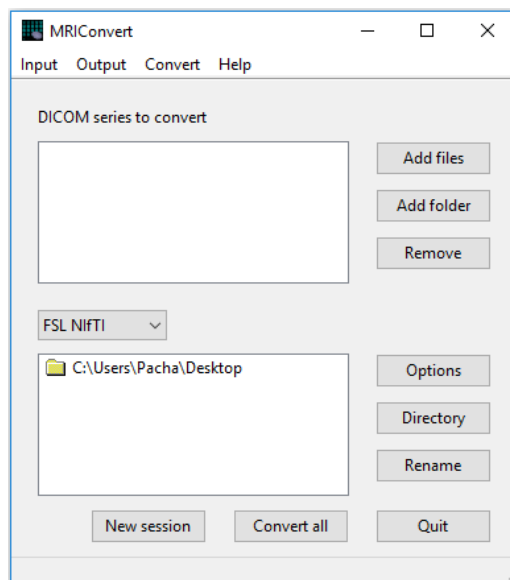 MRIConvert
Input Output Convert Help
DICOM series to convert
Add files
Add folder
Remove
FSL NIfTI
C:\Users\Pacha\Desktop
Options
Directory
Rename
New session Convert all Quit